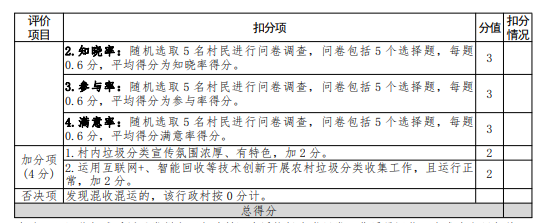 评价 扣分项 分值 扣分
项目 情况
2.知晓率：随机选取 5 名村民进行问卷调查，问卷包括 5 个选择题，每题
0.6 分，平均得分为知晓率得分。 3
3.参与率：随机选取 5 名村民进行问卷调查，问卷包括 5 个选择题，每题
0.6 分，平均得分为参与率得分。 3
4.满意率：随机选取 5 名村民进行问卷调查，问卷包括 5 个选择题，每题
0.6 分，平均得分满意率得分。 3
加分项 1.村内垃圾分类宣传氛围浓厚、有特色，加 2 分。 2
(4 分) 2.运用互联网+、智能回收等技术创新开展农村垃圾分类收集工作，且运行正
常，加 2 分。 2
否决项 发现混收混运的，该行政村按 0 分计。
总得分